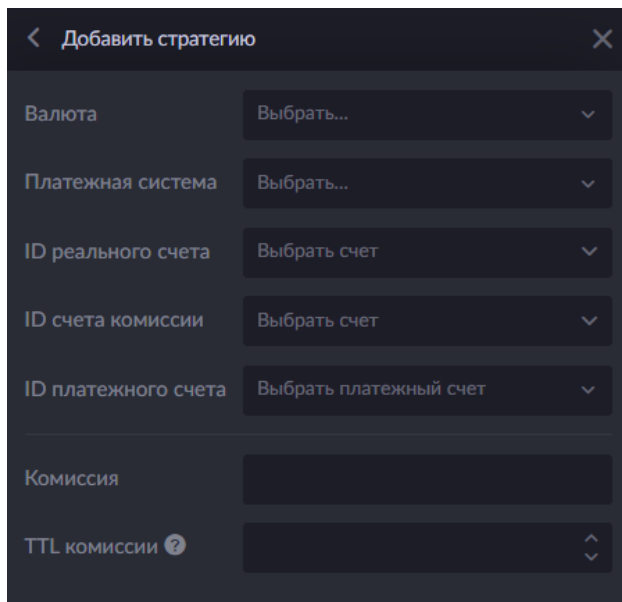 Добавить стратегию
Валюта Выбрать...
Платежная система Выбрать...
ID реального счета Выбрать счет
ID счета комиссии Выбрать счет
ID платежного счета Выбрать платежный счет
Комиссия
TTL комиссии ?